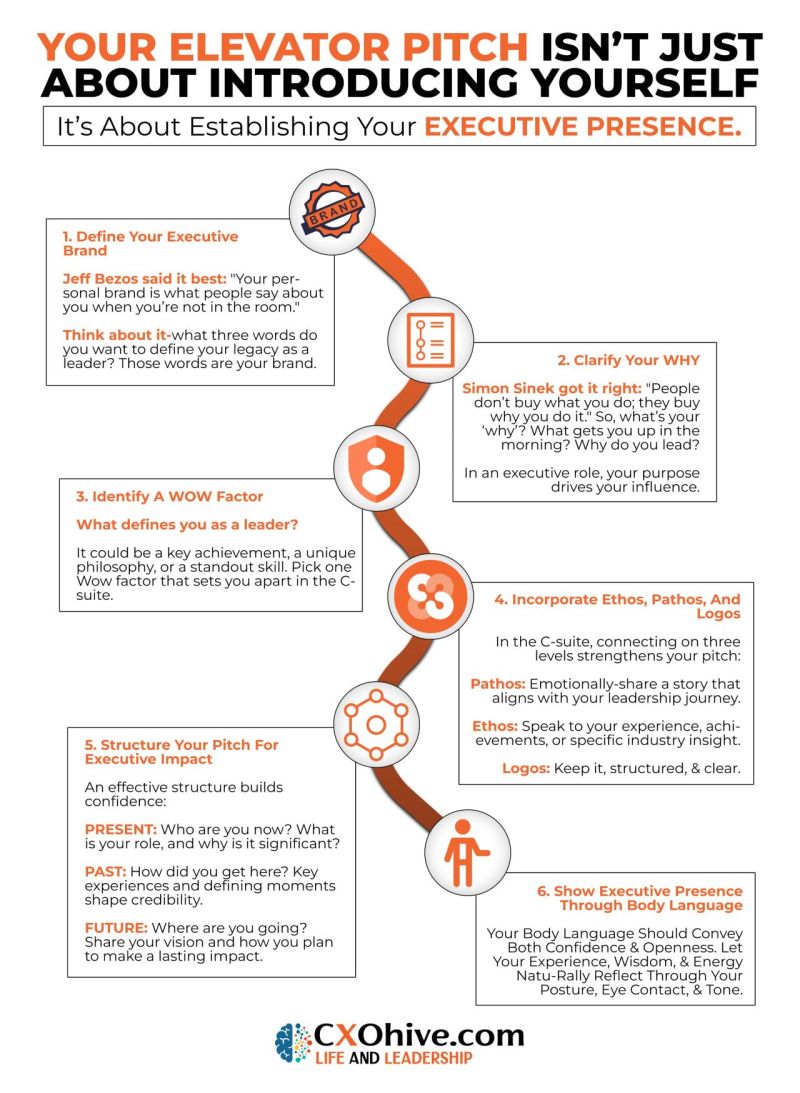 YOUR ELEVATOR PITCH ISN'T JUST
ABOUT INTRODUCING YOURSELF
It's About Establishing Your EXECUTIVE PRESENCE.
BRAND
1. Define Your Executive
Brand
Jeff Bezos said it best: "Your per-
sonal brand is what people say about
you when you're not in the room."
Think about it-what three words do
you want to define your legacy as a
leader? Those words are your brand.
2. Clarify Your WHY
Simon Sinek got it right: "People
don't buy what you do; they buy
why you do it." So, what's your
'why'? What gets you up in the
morning? Why do you lead?
In an executive role, your purpose
drives your influence.
3. Identify A WOW Factor
What defines you as a leader?
It could be a key achievement, a unique
philosophy, or a standout skill. Pick one
Wow factor that sets you apart in the C-
suite.
4. Incorporate Ethos, Pathos, And
Logos
In the C-suite, connecting on three
levels strengthens your pitch:
Pathos: Emotionally-share a story that
aligns with your leadership journey.
Ethos: Speak to your experience, achi-
evements, or specific industry insight.
Logos: Keep it, structured, & clear.
5. Structure Your Pitch For
Executive Impact
An effective structure builds
confidence:
PRESENT: Who are you now? What
is your role, and why is it significant?
PAST: How did you get here? Key
experiences and defining moments
shape credibility.
FUTURE: Where are you going?
Share your vision and how you plan
to make a lasting impact.
6. Show Executive Presence
Through Body Language
Your Body Language Should Convey
Both Confidence & Openness. Let
Your Experience, Wisdom, & Energy
Natu-Rally Reflect Through Your
Posture, Eye Contact, & Tone.
CXOhive.com
LIFE AND LEADERSHIP